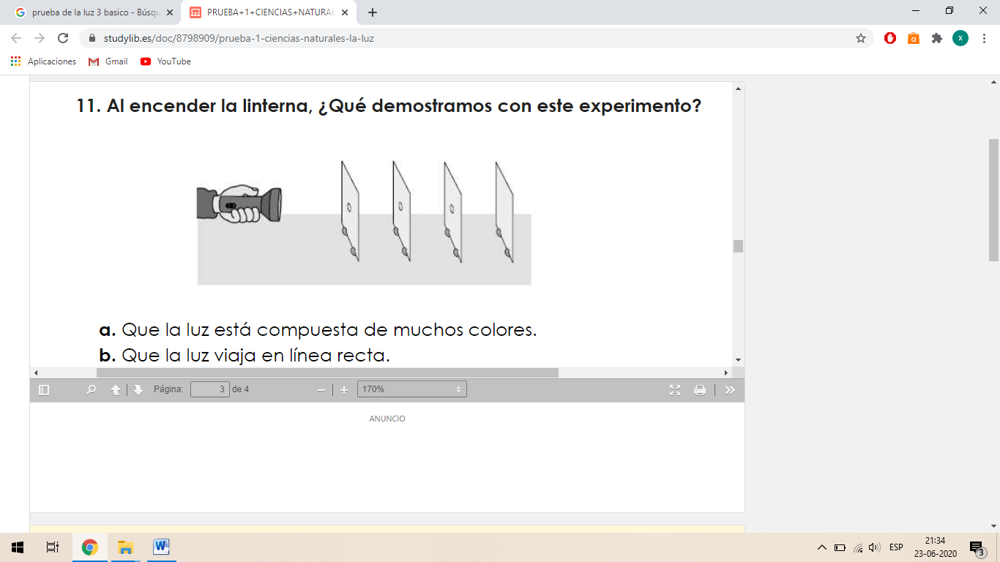 prueba de la luz 3 basico - Búsqu
PRUEBA+1+CIENCIAS+NATURAL
studylib.es/doc/8798909/prueba-1-ciencias-naturales-la-luz
x
Aplicaciones
Gmail
YouTube
11. Al encender la linterna, ¿Qué demostramos con este experimento?
a. Que la luz está compuesta de muchos colores.
b. Que la luz viaja en línea recta.
Página: 3 de 4
170%
ANUNCIO
ESP
21:34
23-06-2020
3